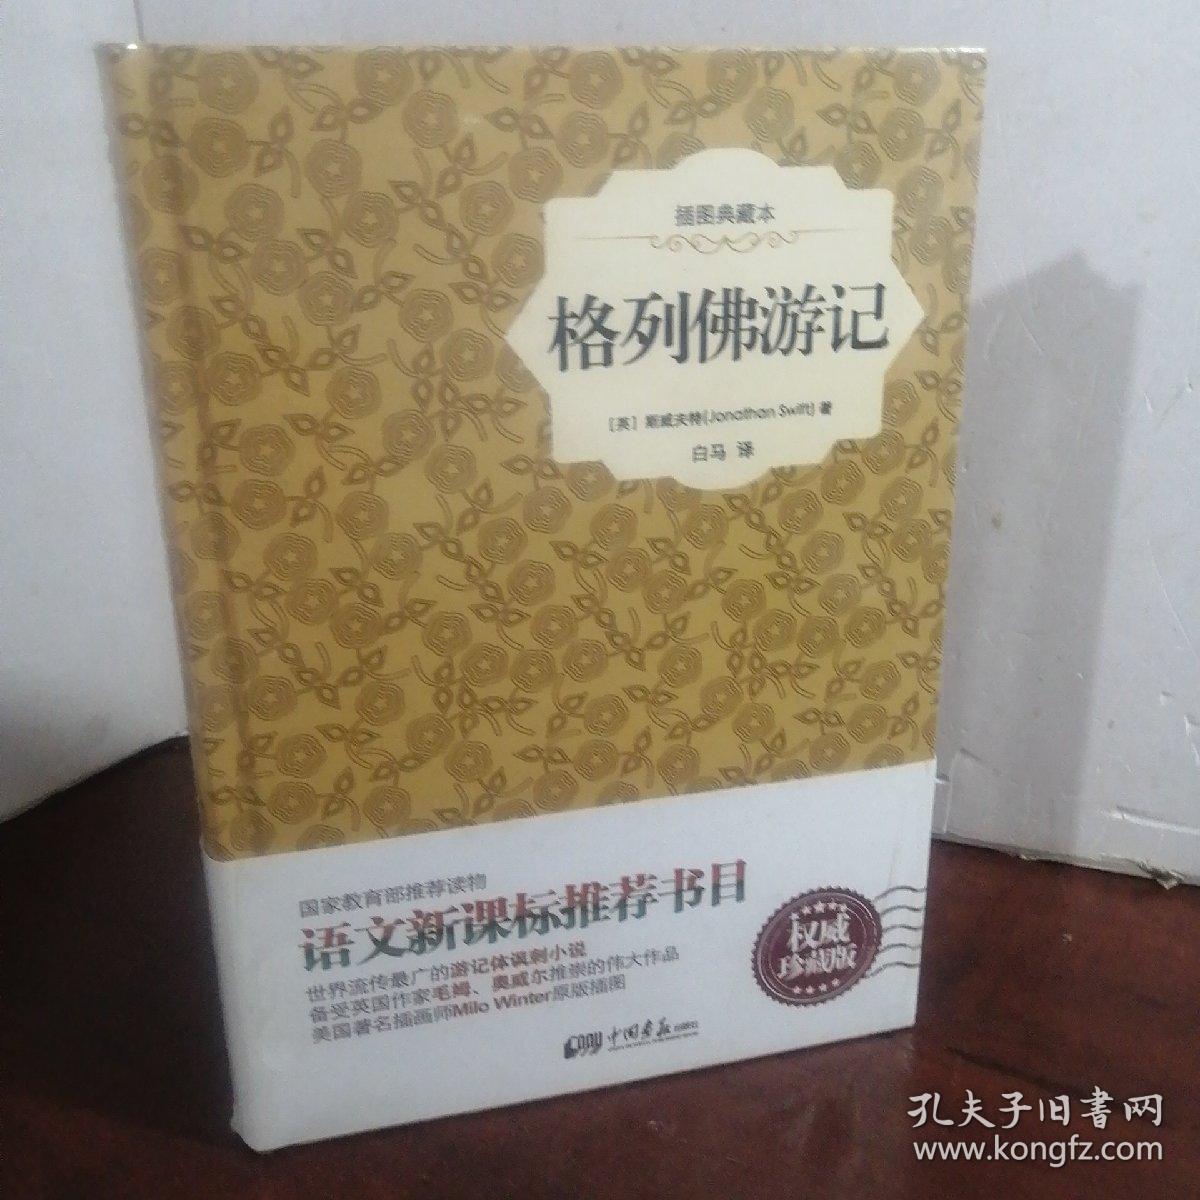 插图典藏本
格列佛游记
[英] 斯威夫特(Jonathan Swift) 著
白马 译
国家教育部推荐读物
语文新课标推荐书目
世界流传最广的游记体讽刺小说
备受英国作家毛姆、奥威尔推崇的伟大作品
美国著名插画师Milo Winter原版插图
权威
珍藏版
中国画报出版社
孔夫子旧書网
www.kongfz.com